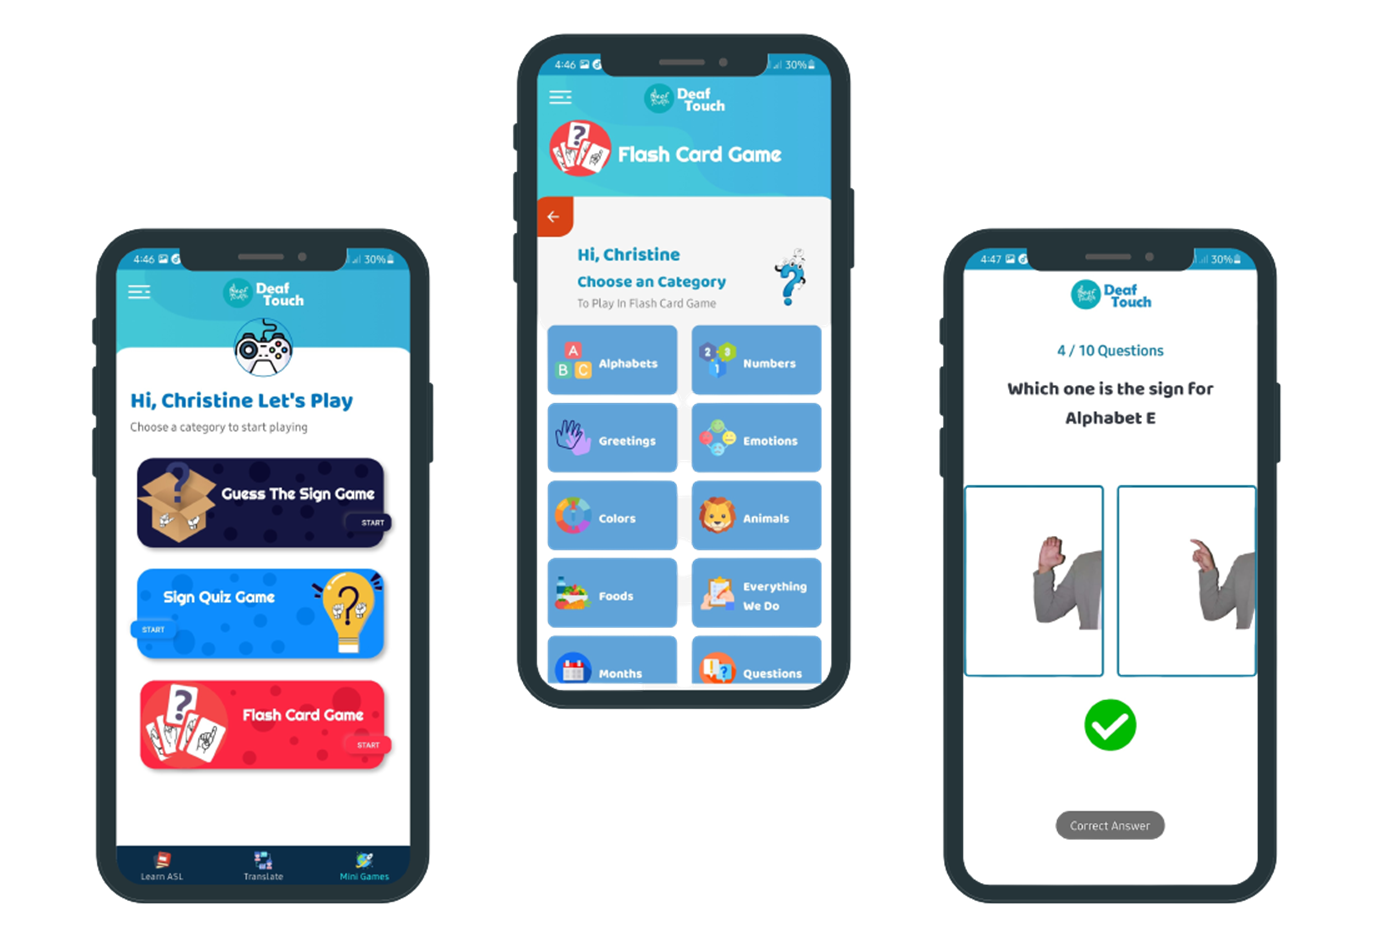 4:46
30%
Deaf
Touch
Hi, Christine Let's Play
Choose a category to start playing
Guess The Sign Game
START
Sign Quiz Game
START
Flash Card Game
START
Learn ASL
Translate
Mini Games
4:46
30%
Deaf
Touch
Flash Card Game
Hi, Christine
Choose an Category
To Play In Flash Card Game
A
B C
Alphabets
2 3
1
Numbers
Greetings
Emotions
Colors
Animals
Foods
Everything
We Do
Months
Questions
4:47
30%
Deaf
Touch
4 / 10 Questions
Which one is the sign for
Alphabet E
Correct Answer